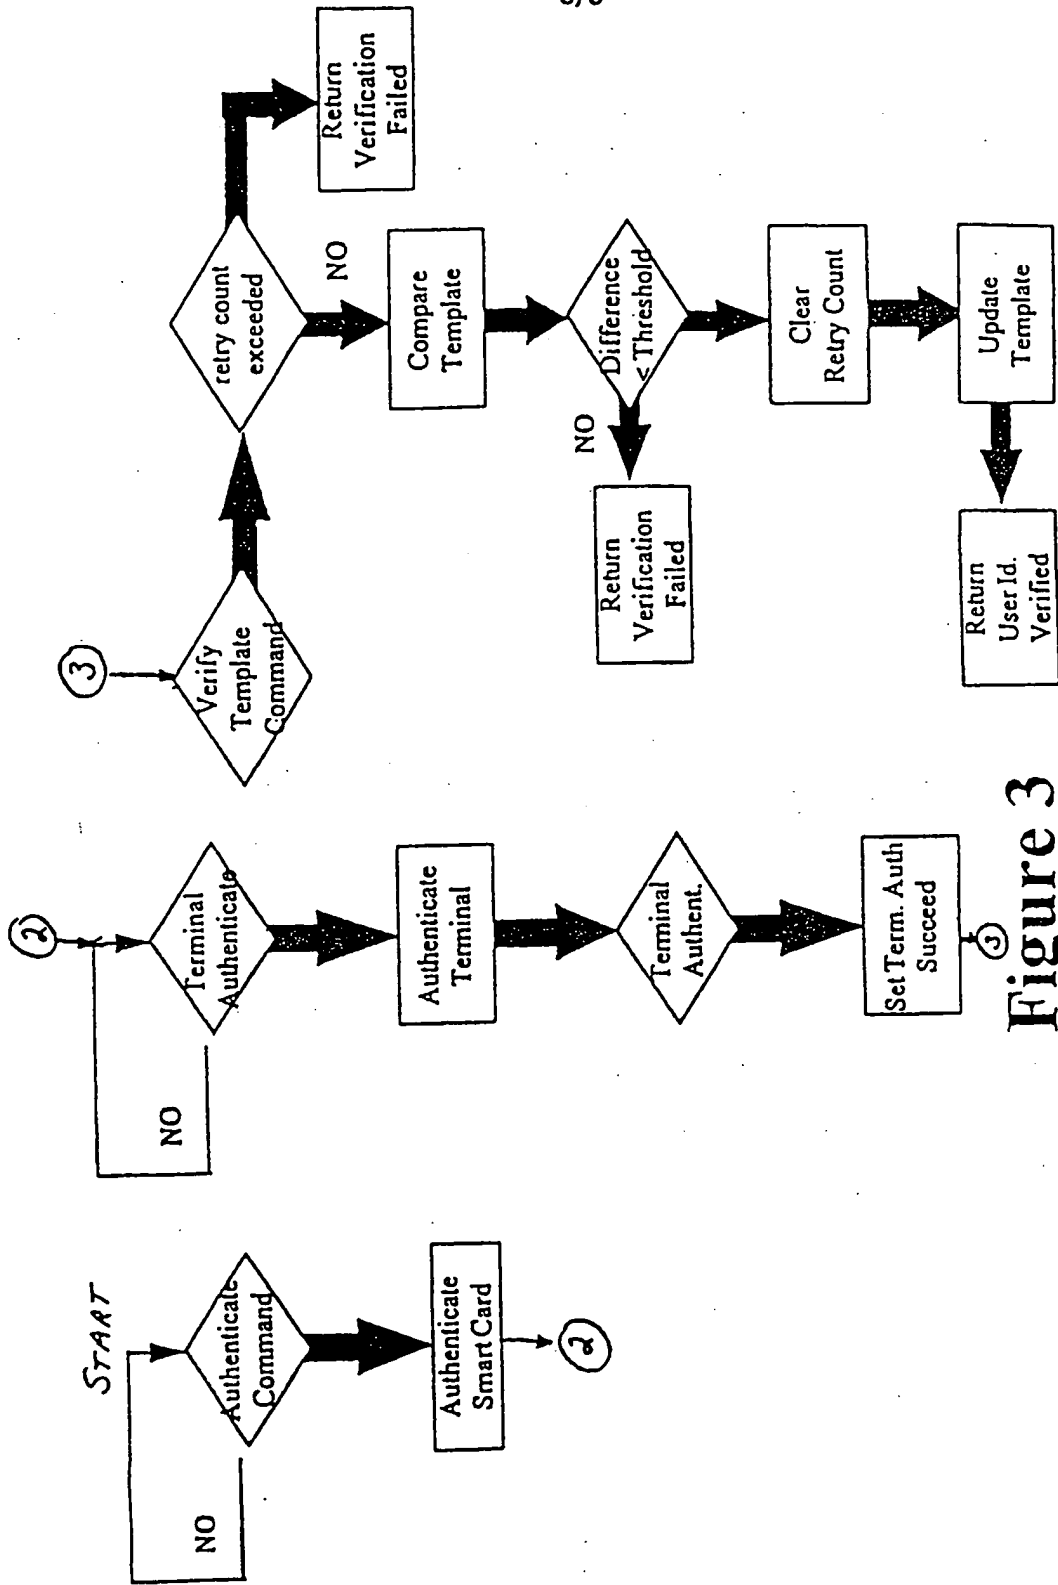 START
Authenticate
Command
NO
Authenticate
Smart Card
2
2
Terminal
Authenticate
NO
Authenticate
Terminal
Terminal
Authent.
Set Term. Auth
Succeed
3
3
Verify
Template
Command
retry count
exceeded
Return
Verification
Failed
NO
Compare
Template
Difference
< Threshold
NO
Return
Verification
Failed
Clear
Retry Count
Update
Template
Return
User Id.
Verified
Figure 3